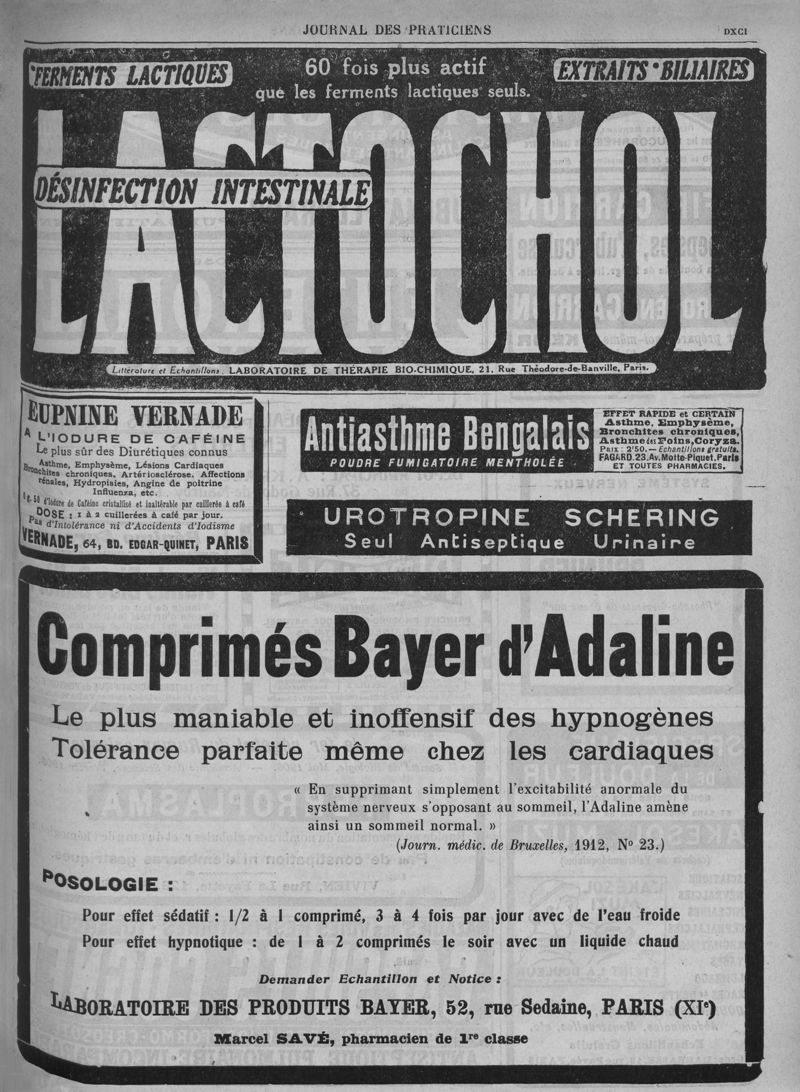 JOURNAL DES PRATICIENS
DXCI
FERMENTS LACTIQUES
60 fois plus actif
que les ferments lactiques seuls.
EXTRAITS BILIAIRES
LACTOCHOL
DÉSINFECTION INTESTINALE
Littérature et Echantillons. LABORATOIRE DE THÉRAPIE BIO-CHIMIQUE, 21, Rue Théodore-de-Banville, Paris.
EUPNINE VERNADE
A L'IODURE DE CAFÉINE
Le plus sûr des Diurétiques connus
Asthme, Emphysème, Lésions Cardiaques
Bronchites chroniques, Artériosclérose, Affections
rénales, Hydropisies, Angine de poitrine
Influenza, etc.
0 gr. 50 d'Iodure de Caféine cristallisé et inaltérable par cuillerée à café
DOSE : 1 à 2 cuillerées à café par jour.
Pas d'Intolérance ni d'Accidents d'Iodisme
VERNADE, 64, BD. EDGAR-QUINET, PARIS
Antiasthme Bengalais
POUDRE FUMIGATOIRE MENTHOLÉE
EFFET RAPIDE et CERTAIN
Asthme, Emphysème,
Bronchites chroniques,
Asthme des Foins, Coryza.
Prix : 2'50. — Echantillons gratuits.
FAGARD. 23, Av. Motte-Piquet, Paris
ET TOUTES PHARMACIES.
UROTROPINE SCHERING
Seul Antiseptique Urinaire
Comprimés Bayer d'Adaline
Le plus maniable et inoffensif des hypnogènes
Tolérance parfaite même chez les cardiaques
« En supprimant simplement l'excitabilité anormale du
système nerveux s'opposant au sommeil, l'Adaline amène
ainsi un sommeil normal. »
(Journ. médic. de Bruxelles, 1912, N° 23.)
POSOLOGIE :
Pour effet sédatif : 1/2 à 1 comprimé, 3 à 4 fois par jour avec de l'eau froide
Pour effet hypnotique : de 1 à 2 comprimés le soir avec un liquide chaud
Demander Echantillon et Notice :
LABORATOIRE DES PRODUITS BAYER, 52, rue Sedaine, PARIS (XIe)
Marcel SAVÉ, pharmacien de 1re classe